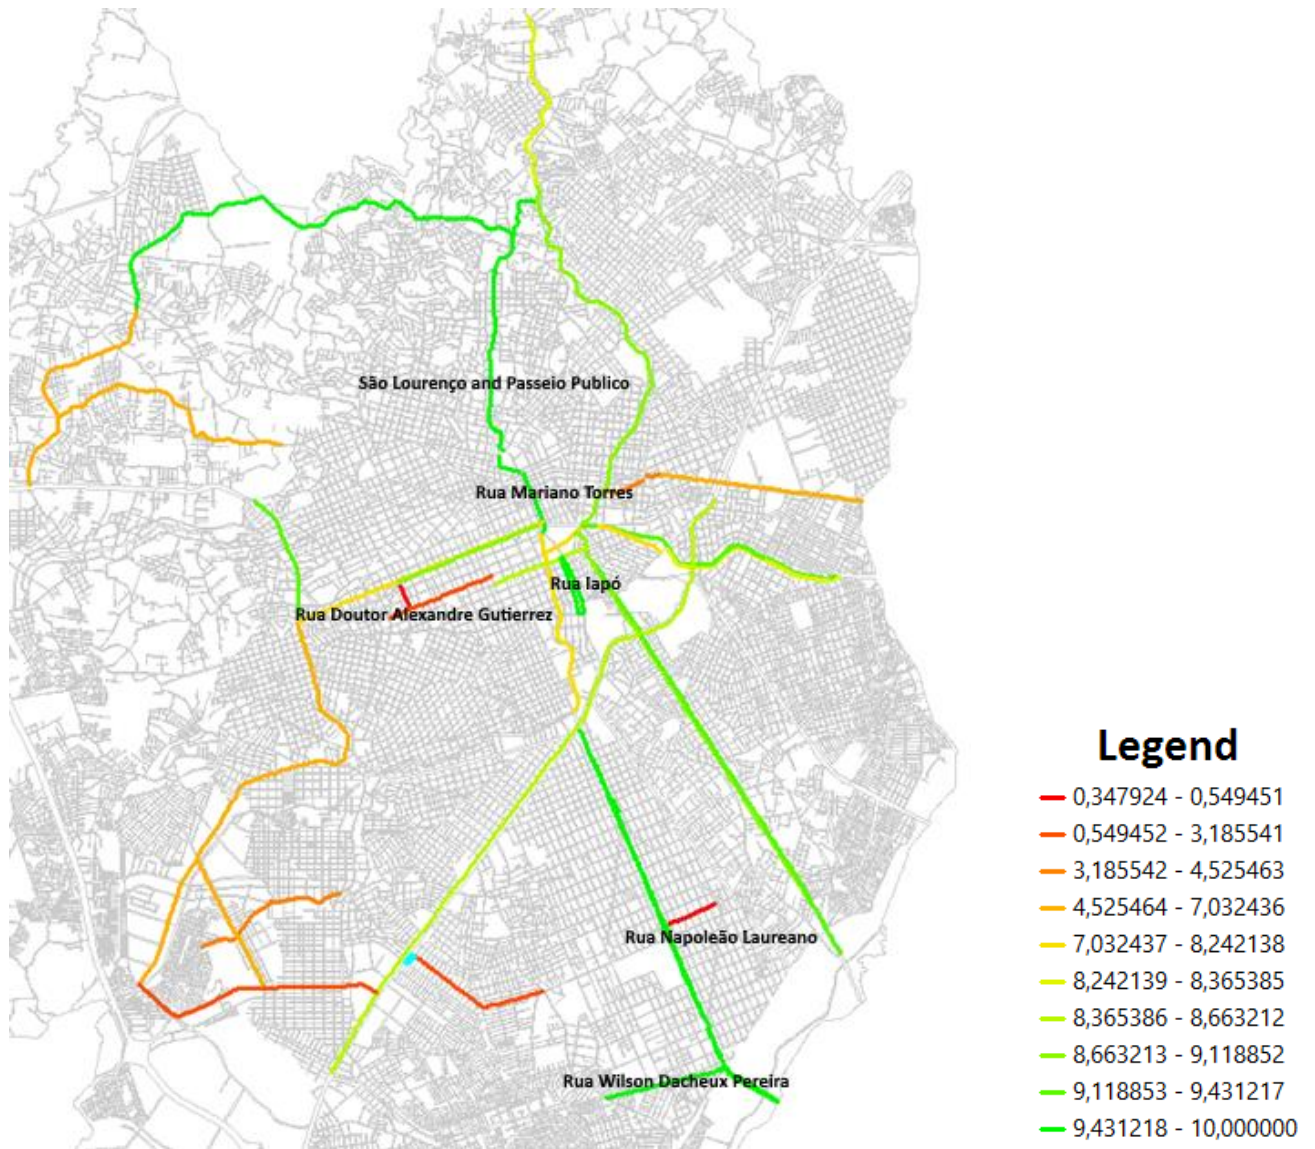 São Lourenço and Passeio Publico
Rua Mariano Torres
Rua Iapó
Rua Doutor Alexandre Gutierrez
Rua Napoleão Laureano
Rua Wilson Dacheux Pereira
Legend
0,347924 - 0,549451
0,549452 - 3,185541
3,185542 - 4,525463
4,525464 - 7,032436
7,032437 - 8,242138
8,242139 - 8,365385
8,365386 - 8,663212
8,663213 - 9,118852
9,118853 - 9,431217
9,431218 - 10,000000